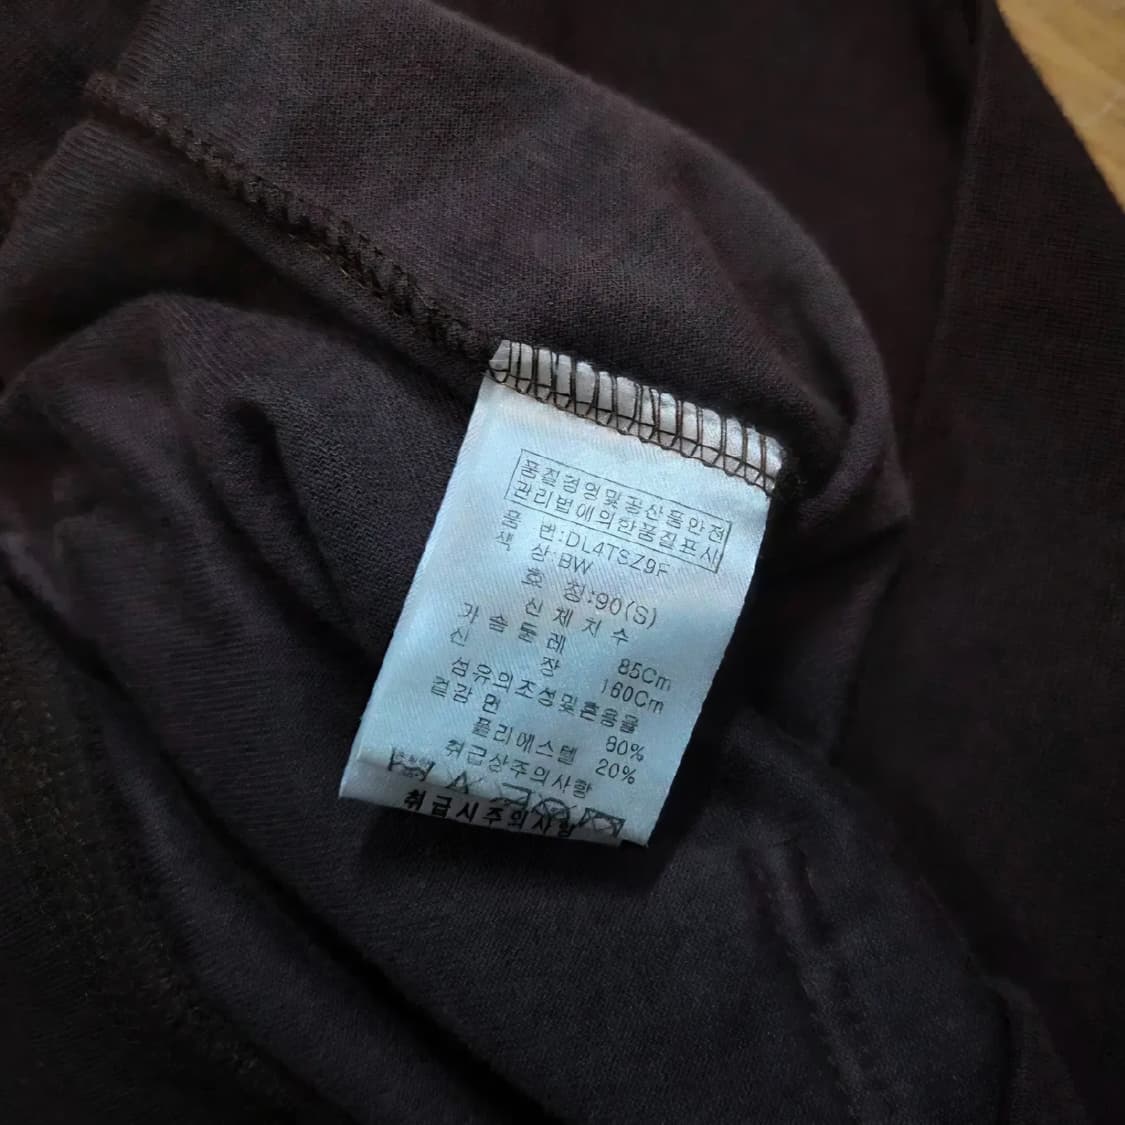 품질경영및공산품안전
관리법에의한품질표시
품 번:DL4TSZ9F
색 상:BW
호 칭:90(S)
신체치수
가슴둘레 85Cm
신 장 160Cm
섬유의조성및혼용율
겉감 면 80%
폴리에스텔 20%
취급상주의사항
취급시주의사항